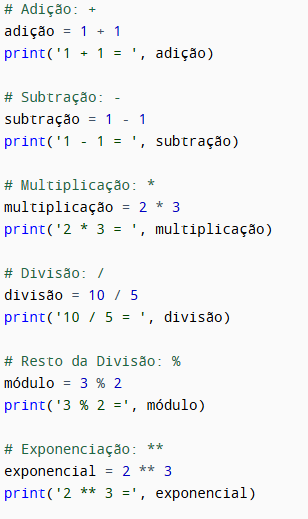 # Adição: +
adição = 1 + 1
print('1 + 1 = ', adição)
# Subtração: -
subtração = 1 - 1
print('1 - 1 = ', subtração)
# Multiplicação: *
multiplicação = 2 * 3
print('2 * 3 = ', multiplicação)
# Divisão: /
divisão = 10 / 5
print('10 / 5 = ', divisão)
# Resto da Divisão: %
módulo = 3 % 2
print('3 % 2 =', módulo)
# Exponenciação: **
exponencial = 2 ** 3
print('2 ** 3 =', exponencial)